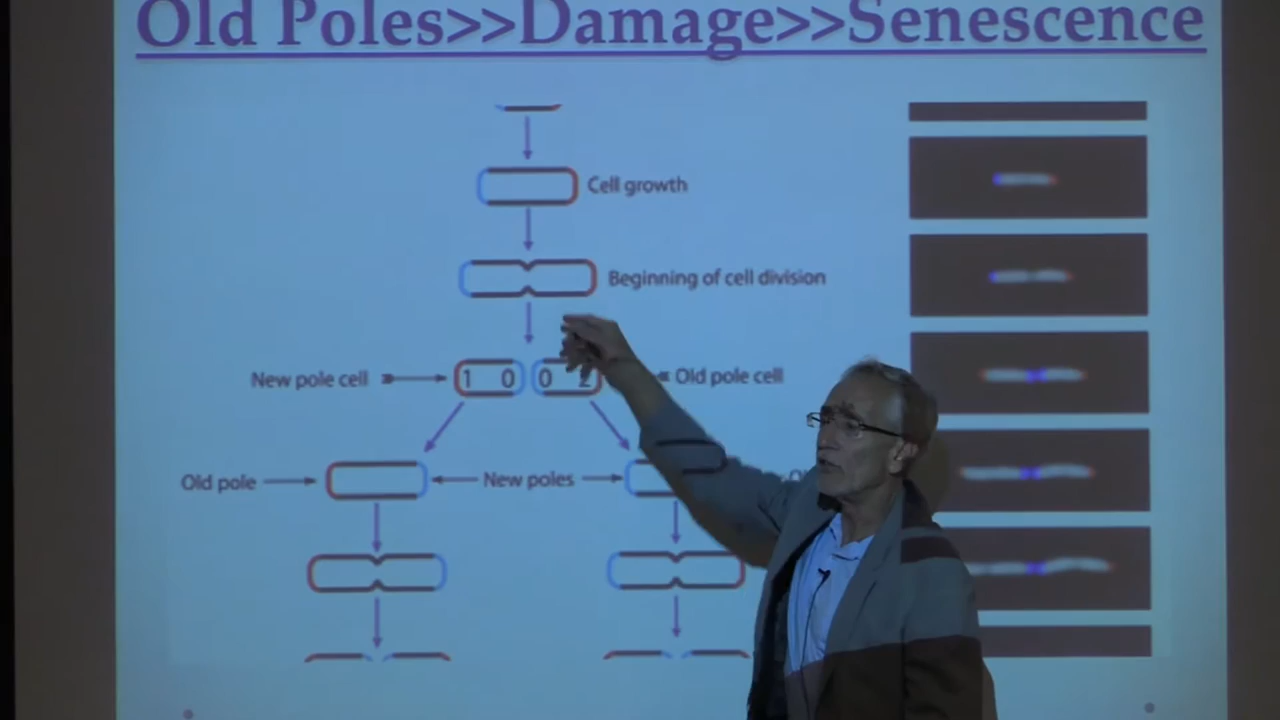 Old Poles>>Damage>>Senescence
Cell growth
Beginning of cell division
New pole cell
1 0 0 2
Old pole cell
Old pole
New poles